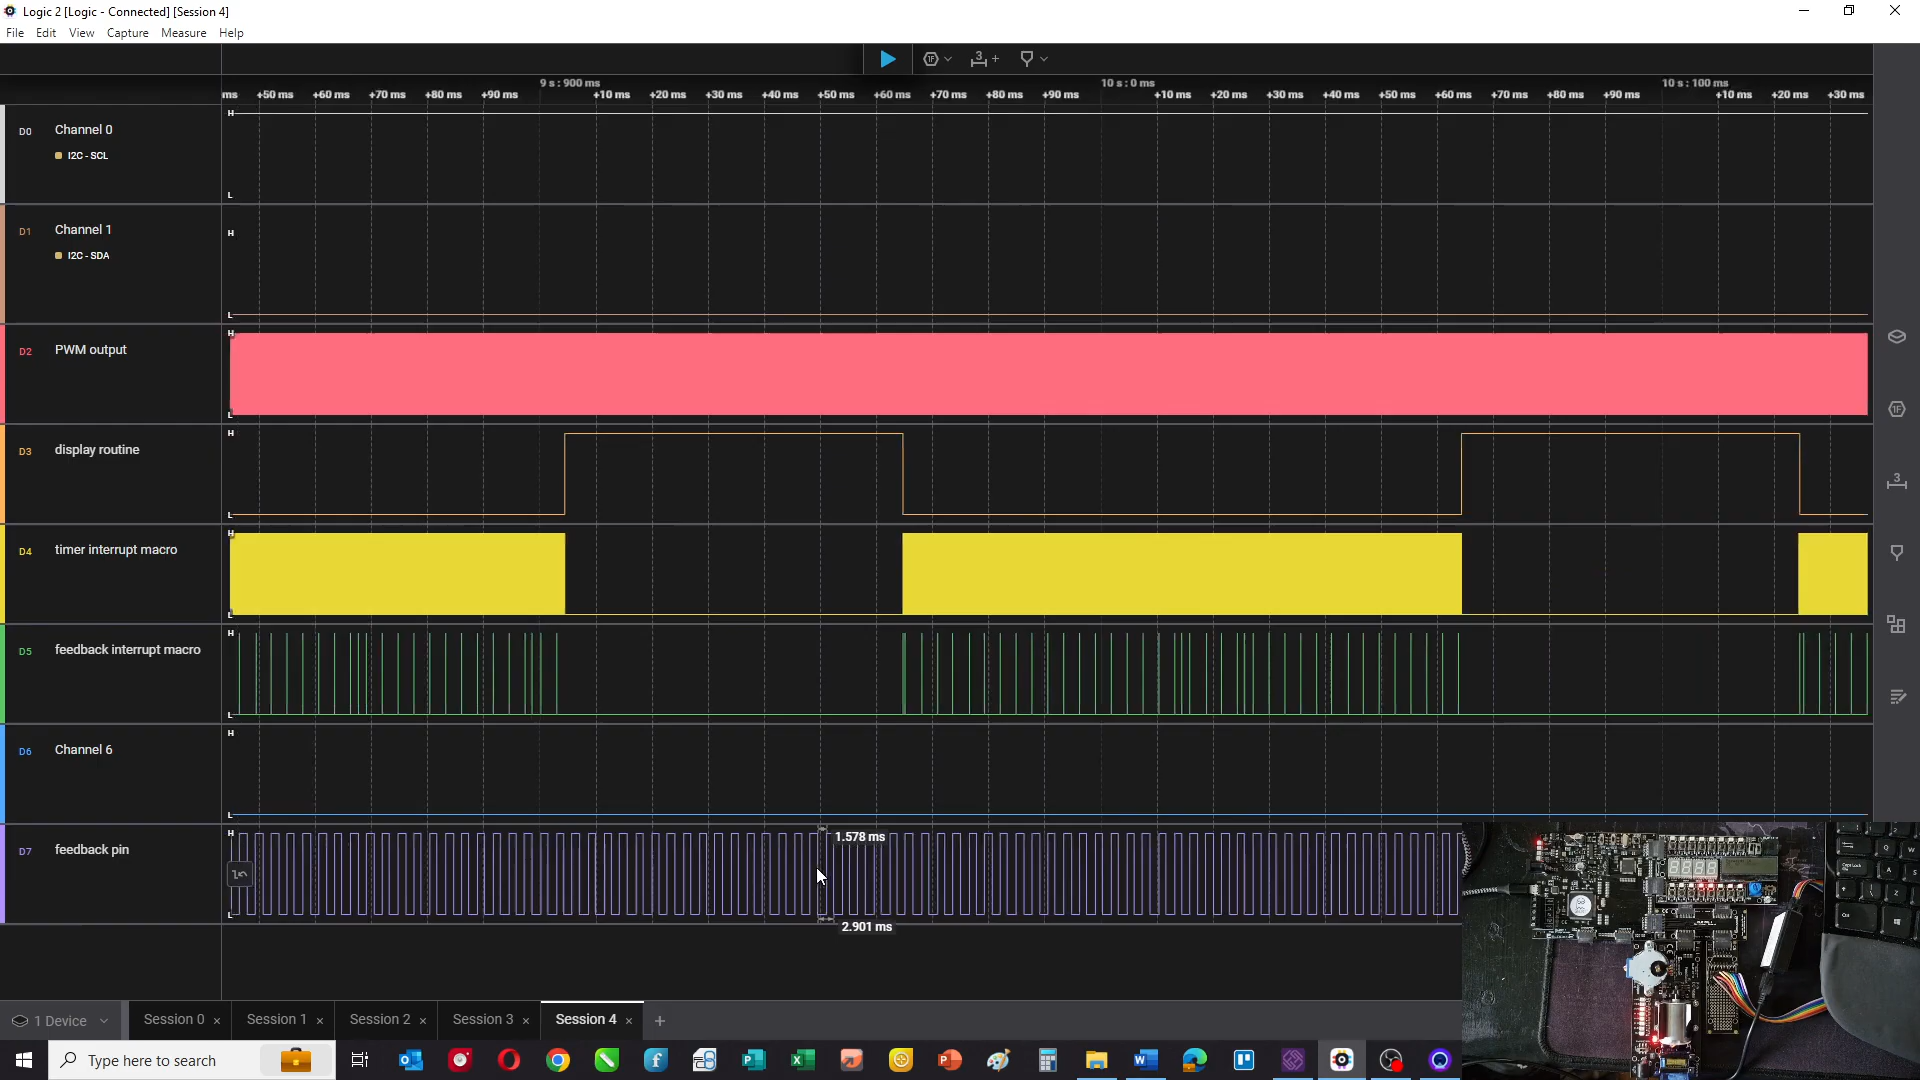 Logic 2 [Logic - Connected] [Session 4]
File Edit View Capture Measure Help
9 s : 900 ms 10 s : 0 ms 10 s : 100 ms
ms +50 ms +60 ms +70 ms +80 ms +90 ms +10 ms +20 ms +30 ms +40 ms +50 ms +60 ms +70 ms +80 ms +90 ms +10 ms +20 ms +30 ms +40 ms +50 ms +60 ms +70 ms +80 ms +90 ms +10 ms +20 ms +30 ms
H
D0 Channel 0
I2C - SCL
L
D1 Channel 1 H
I2C - SDA
L
H
D2 PWM output
L
H
D3 display routine
L
H
D4 timer interrupt macro
L
H
D5 feedback interrupt macro
L
H
D6 Channel 6
L
H 1.578 ms
D7 feedback pin
L
2.901 ms
1 Device Session 0 × Session 1 × Session 2 × Session 3 × Session 4 × +
Type here to search